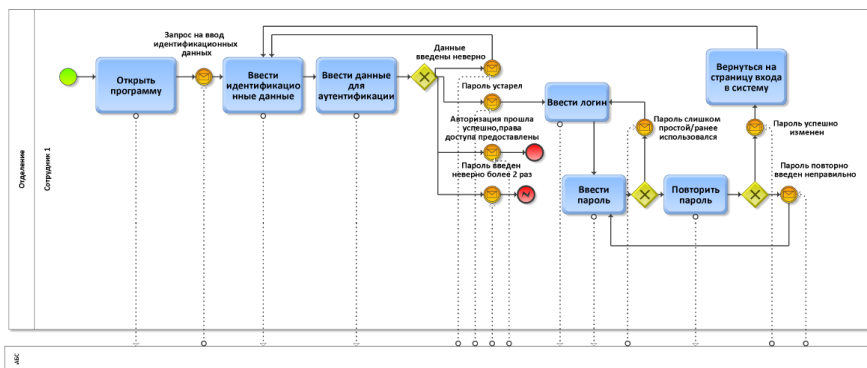 Отделение
Сотрудник 1
Запрос на ввод
идентификационных
данных
Открыть
программу
Ввести
идентификацио
нные данные
Ввести данные
для
аутентификации
Данные
введены неверно
Пароль устарел
Авторизация прошла
успешно,права
доступа предоставлены
Пароль введен
неверно более 2 раз
Ввести логин
Ввести
пароль
Пароль слишком
простой/ранее
использовался
Повторить
пароль
Вернуться на
страницу входа
в систему
Пароль успешно
изменен
Пароль повторно
введен неправильно
АБС